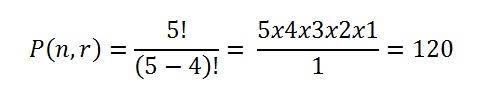 P(n,r) = 5!/(5 − 4)! = 5x4x3x2x1/1 = 120